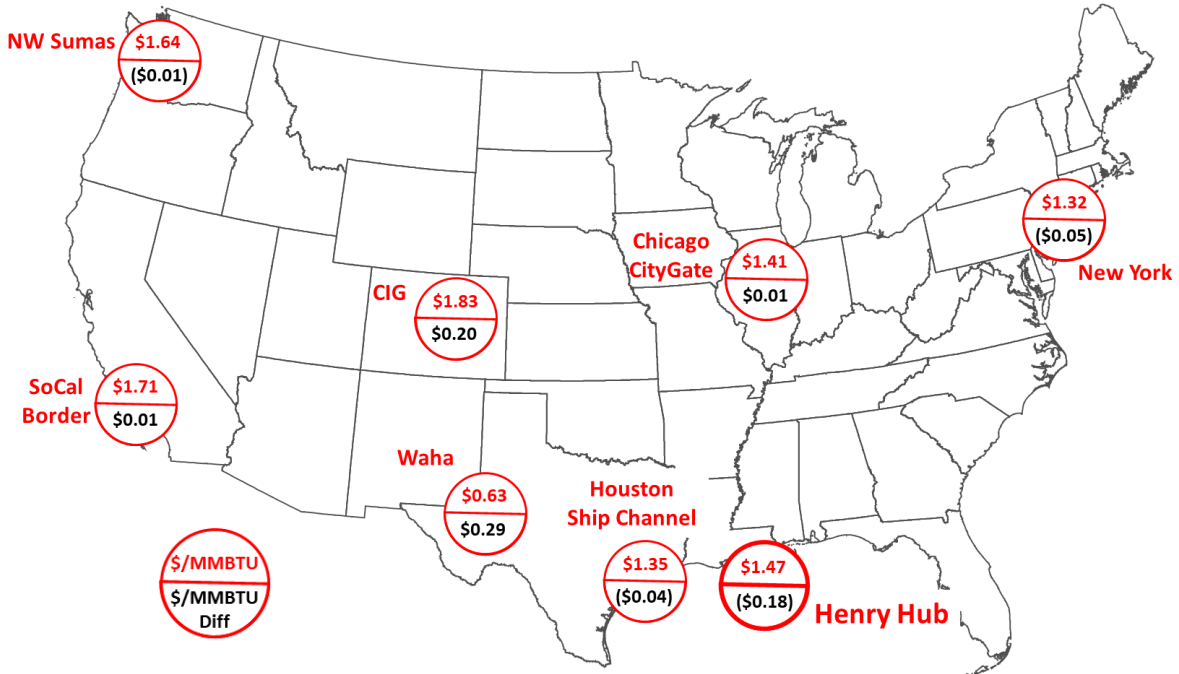 NW Sumas
$1.64
($0.01)
$1.32
($0.05)
New York
Chicago
CityGate
$1.41
$0.01
CIG
$1.83
$0.20
SoCal
Border
$1.71
$0.01
Waha
$0.63
$0.29
Houston
Ship Channel
$1.35
($0.04)
$1.47
($0.18)
Henry Hub
$/MMBTU
$/MMBTU
Diff